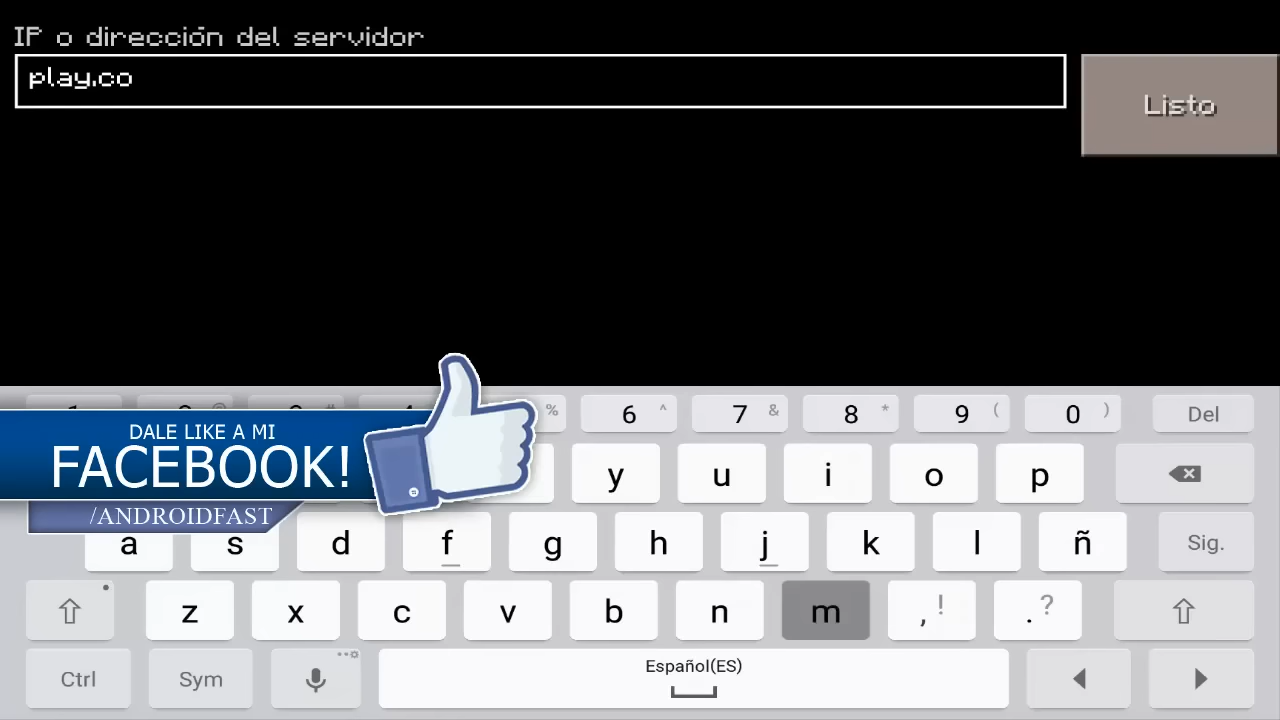 IP o dirección del servidor
play.co
Listo
% 6 ^ 7 & 8 * 9 ( 0 ) Del
DALE LIKE A MI
FACEBOOK!
/ANDROIDFAST
y u i o p
a s d f g h j k l ñ Sig.
z x c v b n m , ! . ?
Ctrl Sym Español(ES)